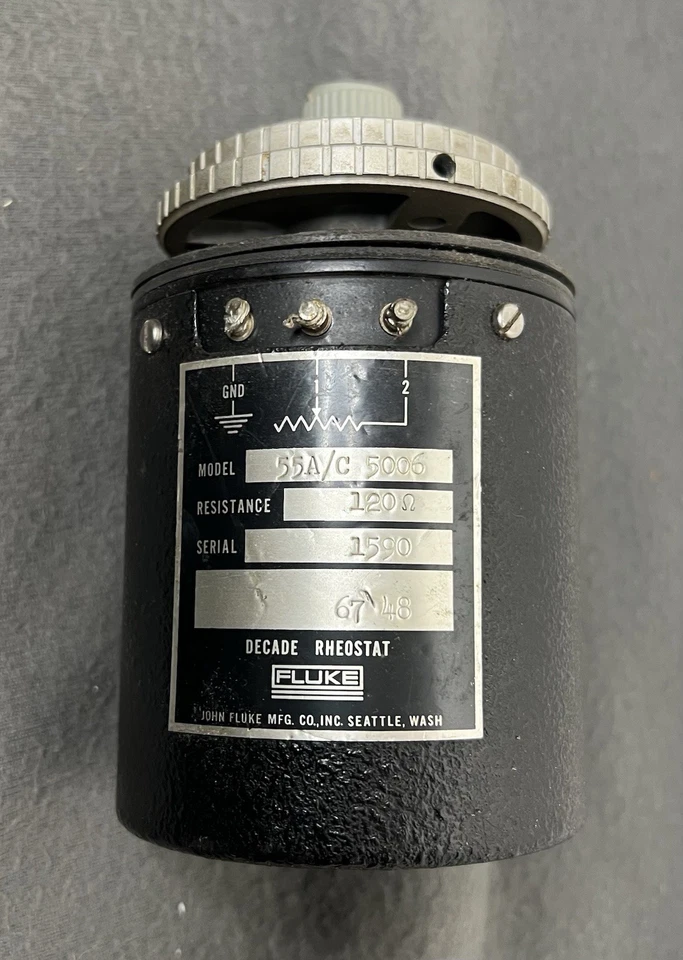 GND 1 2
MODEL 55A/C 5006
RESISTANCE 120Ω
SERIAL 1590
67 48
DECADE RHEOSTAT
FLUKE
JOHN FLUKE MFG. CO., INC. SEATTLE, WASH